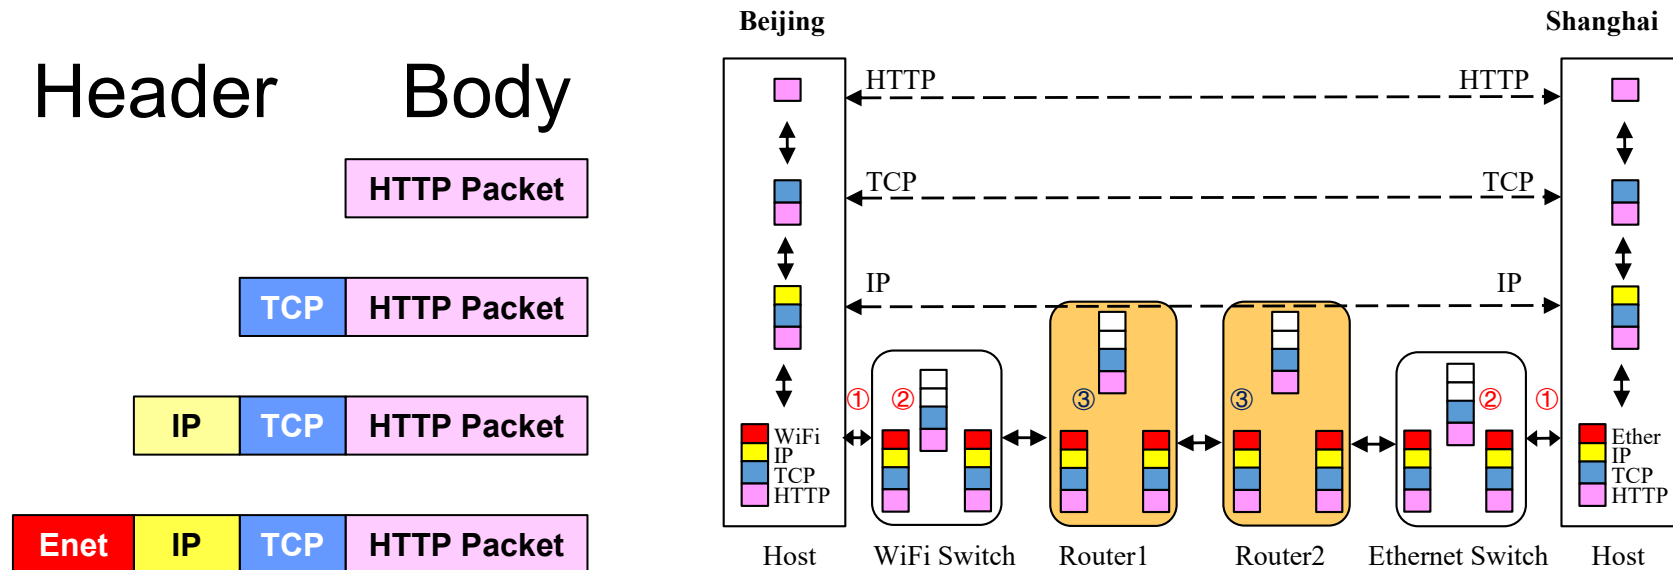 Header Body
HTTP Packet
TCP HTTP Packet
IP TCP HTTP Packet
Enet IP TCP HTTP Packet
Beijing Shanghai
HTTP HTTP
TCP TCP
IP IP
① ② ③ ③ ② ①
WiFi
IP
TCP
HTTP
Ether
IP
TCP
HTTP
Host WiFi Switch Router1 Router2 Ethernet Switch Host